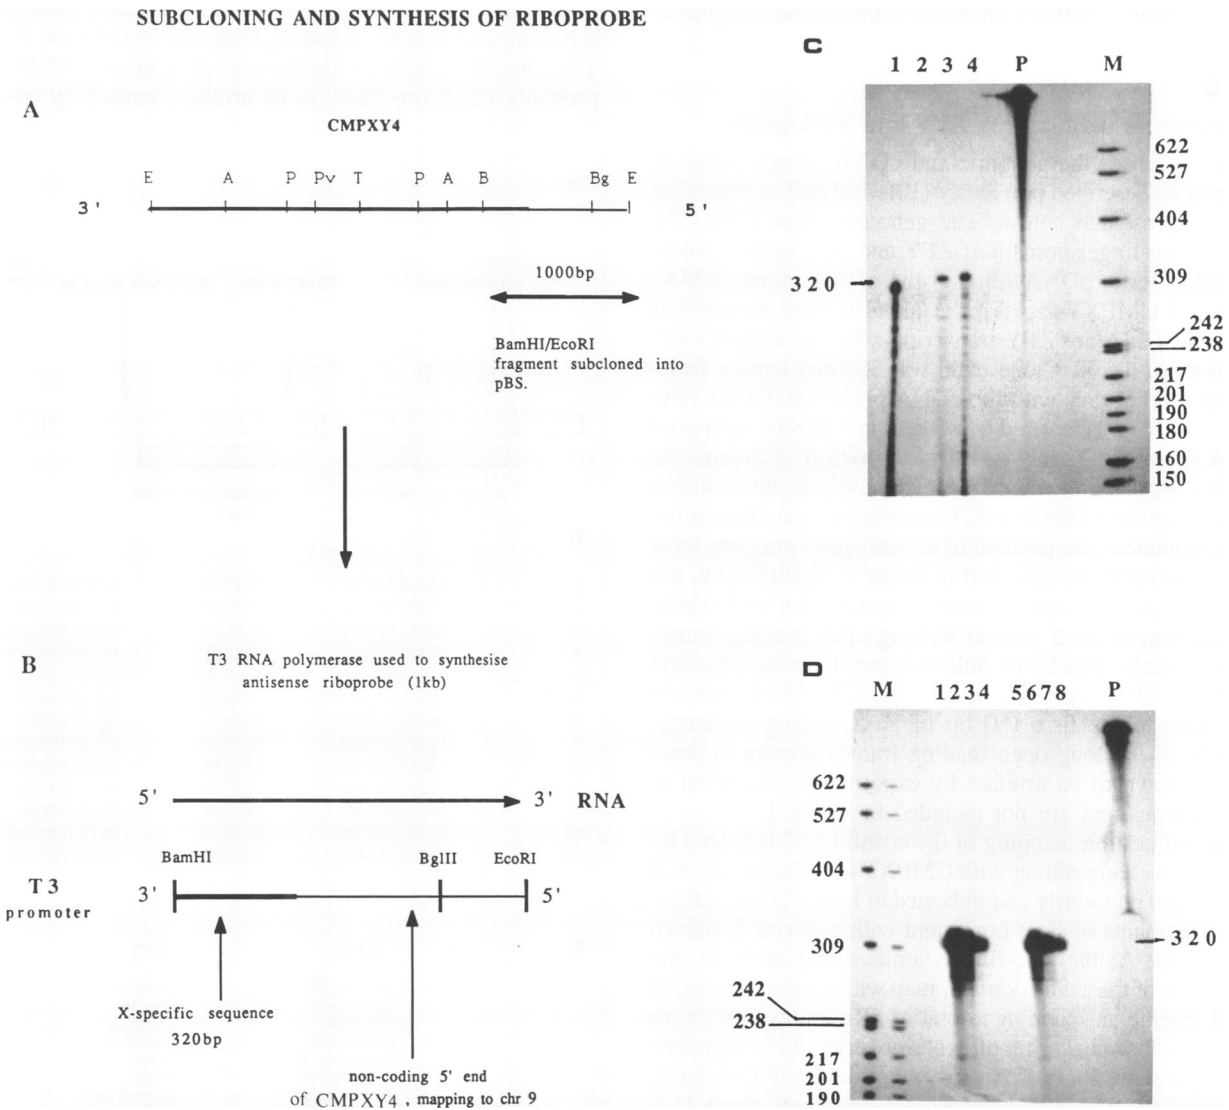 SUBCLONING AND SYNTHESIS OF RIBOPROBE
A
CMPXY4
E A P Pv T P A B Bg E
3' 5'
1000bp
BamHI/EcoRI
fragment subcloned into
pBS.
B
T3 RNA polymerase used to synthesise
antisense riboprobe (1kb)
5' 3' RNA
BamHI BglII EcoRI
T3 3' 5'
promoter
X-specific sequence
320bp
non-coding 5' end
of CMPXY4, mapping to chr 9
C
1 2 3 4 P M
622
527
404
309
320
242
238
217
201
190
180
160
150
D
M 1234 5678 P
622
527
404
309
320
242
238
217
201
190